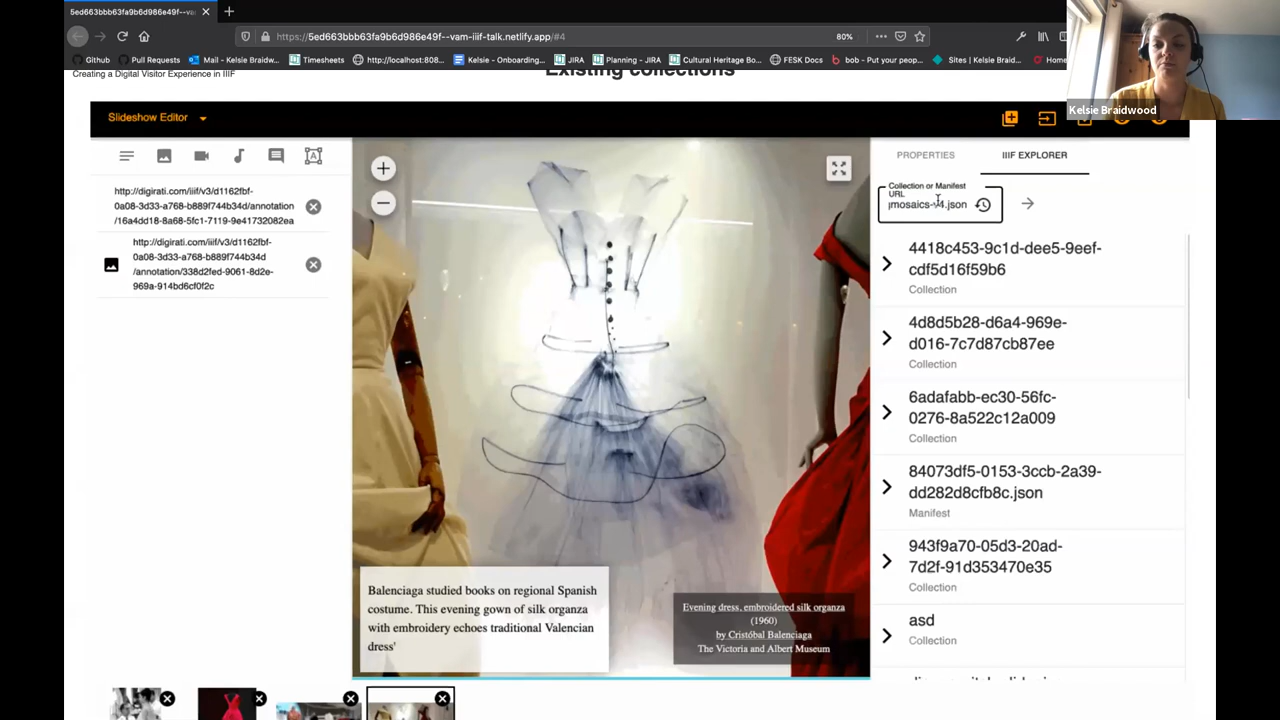 5ed663bbb63fa9b6d986e49f--va
https://5ed663bbb63fa9b6d986e49f--vam-iiif-talk.netlify.app/#4
80%
Github
Pull Requests
Mail - Kelsie Braidw...
Timesheets
http://localhost:808...
Kelsie - Onboarding...
JIRA
Planning - JIRA
Cultural Heritage Bo...
FESK Docs
bob - Put your peop...
Sites | Kelsie Braid...
Home
Kelsie Braidwood
Creating a Digital Visitor Experience in IIIF
Existing collections
Slideshow Editor
http://digirati.com/iiif/v3/d1162fbf-
0a08-3d33-a768-b889f744b34d/annotation
/16a4dd18-8a68-5fc1-7119-9e41732082ea
http://digirati.com/iiif/v3/d1162fbf-
0a08-3d33-a768-b889f744b34d
/annotation/338d2fed-9061-8d2e-
969a-914bd6cf0f2c
Balenciaga studied books on regional Spanish
costume. This evening gown of silk organza
with embroidery echoes traditional Valencian
dress'
Evening dress, embroidered silk organza
(1960)
by Cristóbal Balenciaga
The Victoria and Albert Museum
PROPERTIES
IIIF EXPLORER
Collection or Manifest
URL
mosaics-v4.json
4418c453-9c1d-dee5-9eef-
cdf5d16f59b6
Collection
4d8d5b28-d6a4-969e-
d016-7c7d87cb87ee
Collection
6adafabb-ec30-56fc-
0276-8a522c12a009
Collection
84073df5-0153-3ccb-2a39-
dd282d8cfb8c.json
Manifest
943f9a70-05d3-20ad-
7d2f-91d353470e35
Collection
asd
Collection